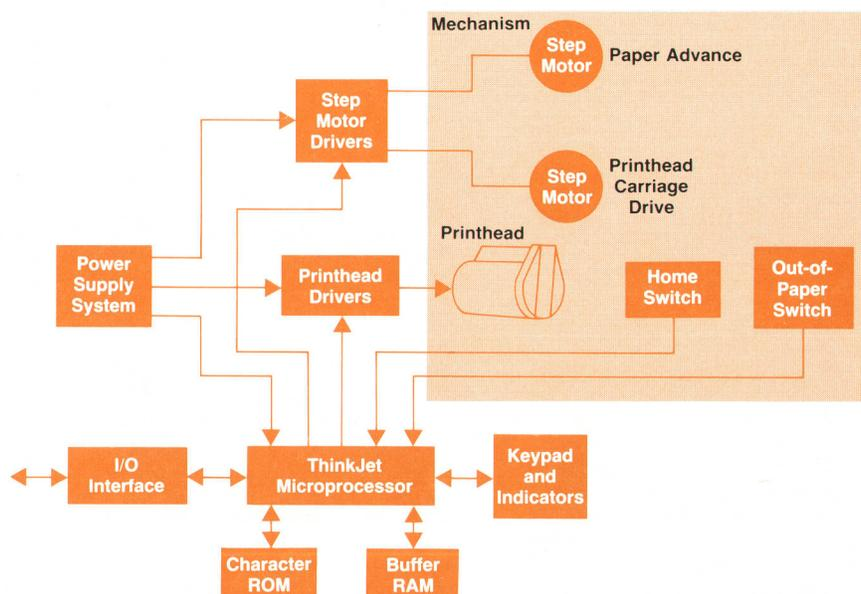 Mechanism
Step
Motor
Paper Advance
Step
Motor
Drivers
Step
Motor
Printhead
Carriage
Drive
Printhead
Power
Supply
System
Printhead
Drivers
Home
Switch
Out-of-
Paper
Switch
I/O
Interface
ThinkJet
Microprocessor
Keypad
and
Indicators
Character
ROM
Buffer
RAM